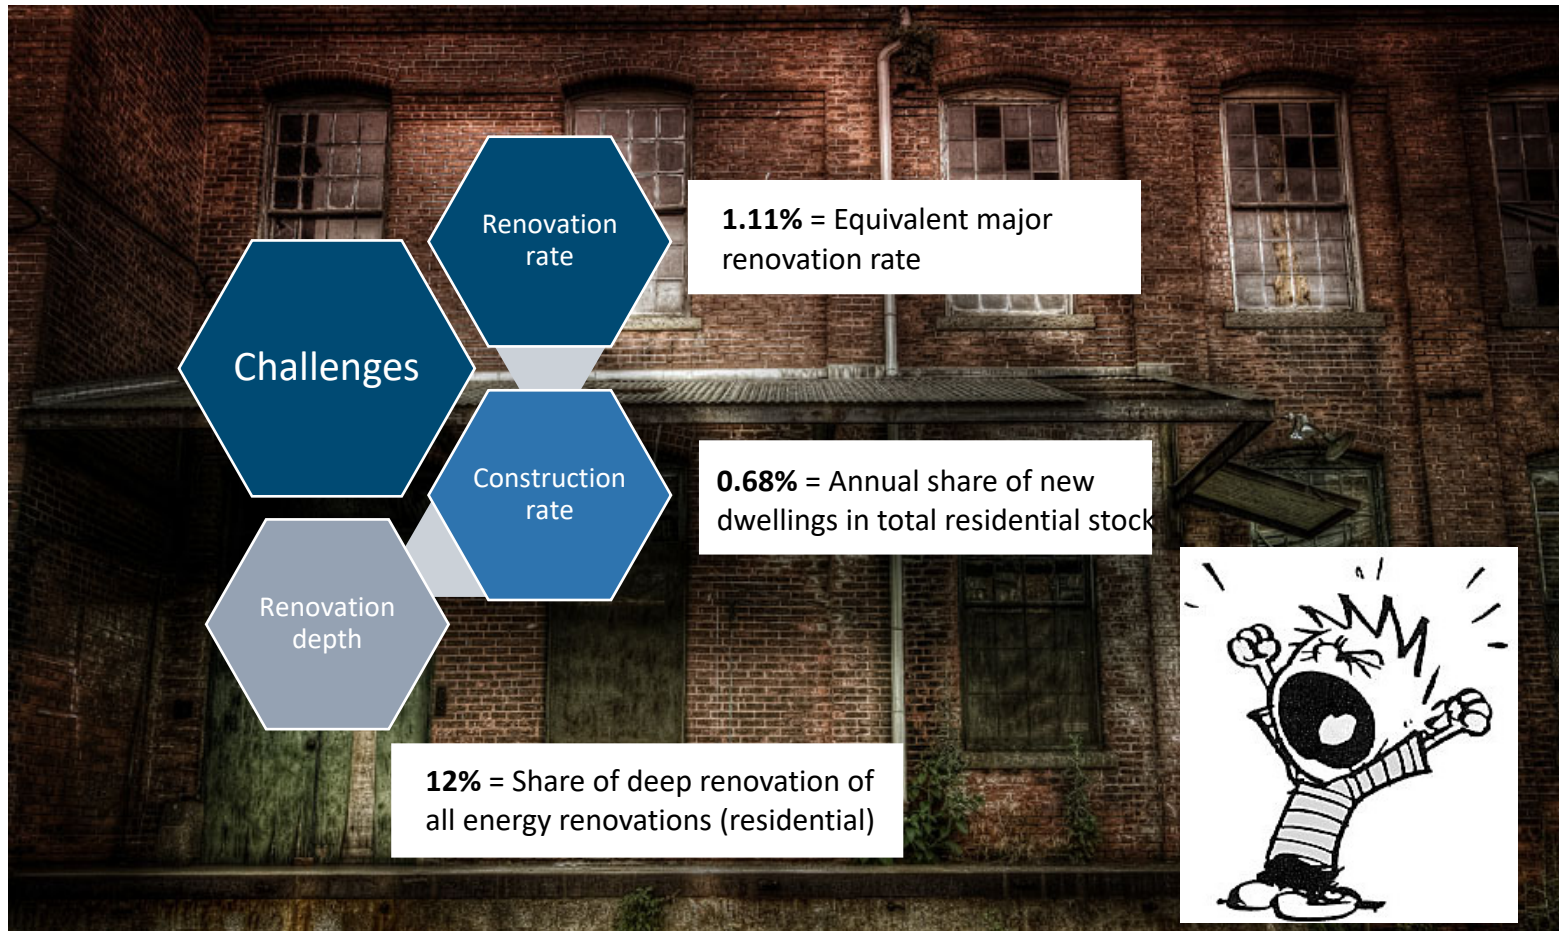 Renovation
rate
1.11% = Equivalent major
renovation rate
Challenges
Construction
rate
0.68% = Annual share of new
dwellings in total residential stock
Renovation
depth
12% = Share of deep renovation of
all energy renovations (residential)